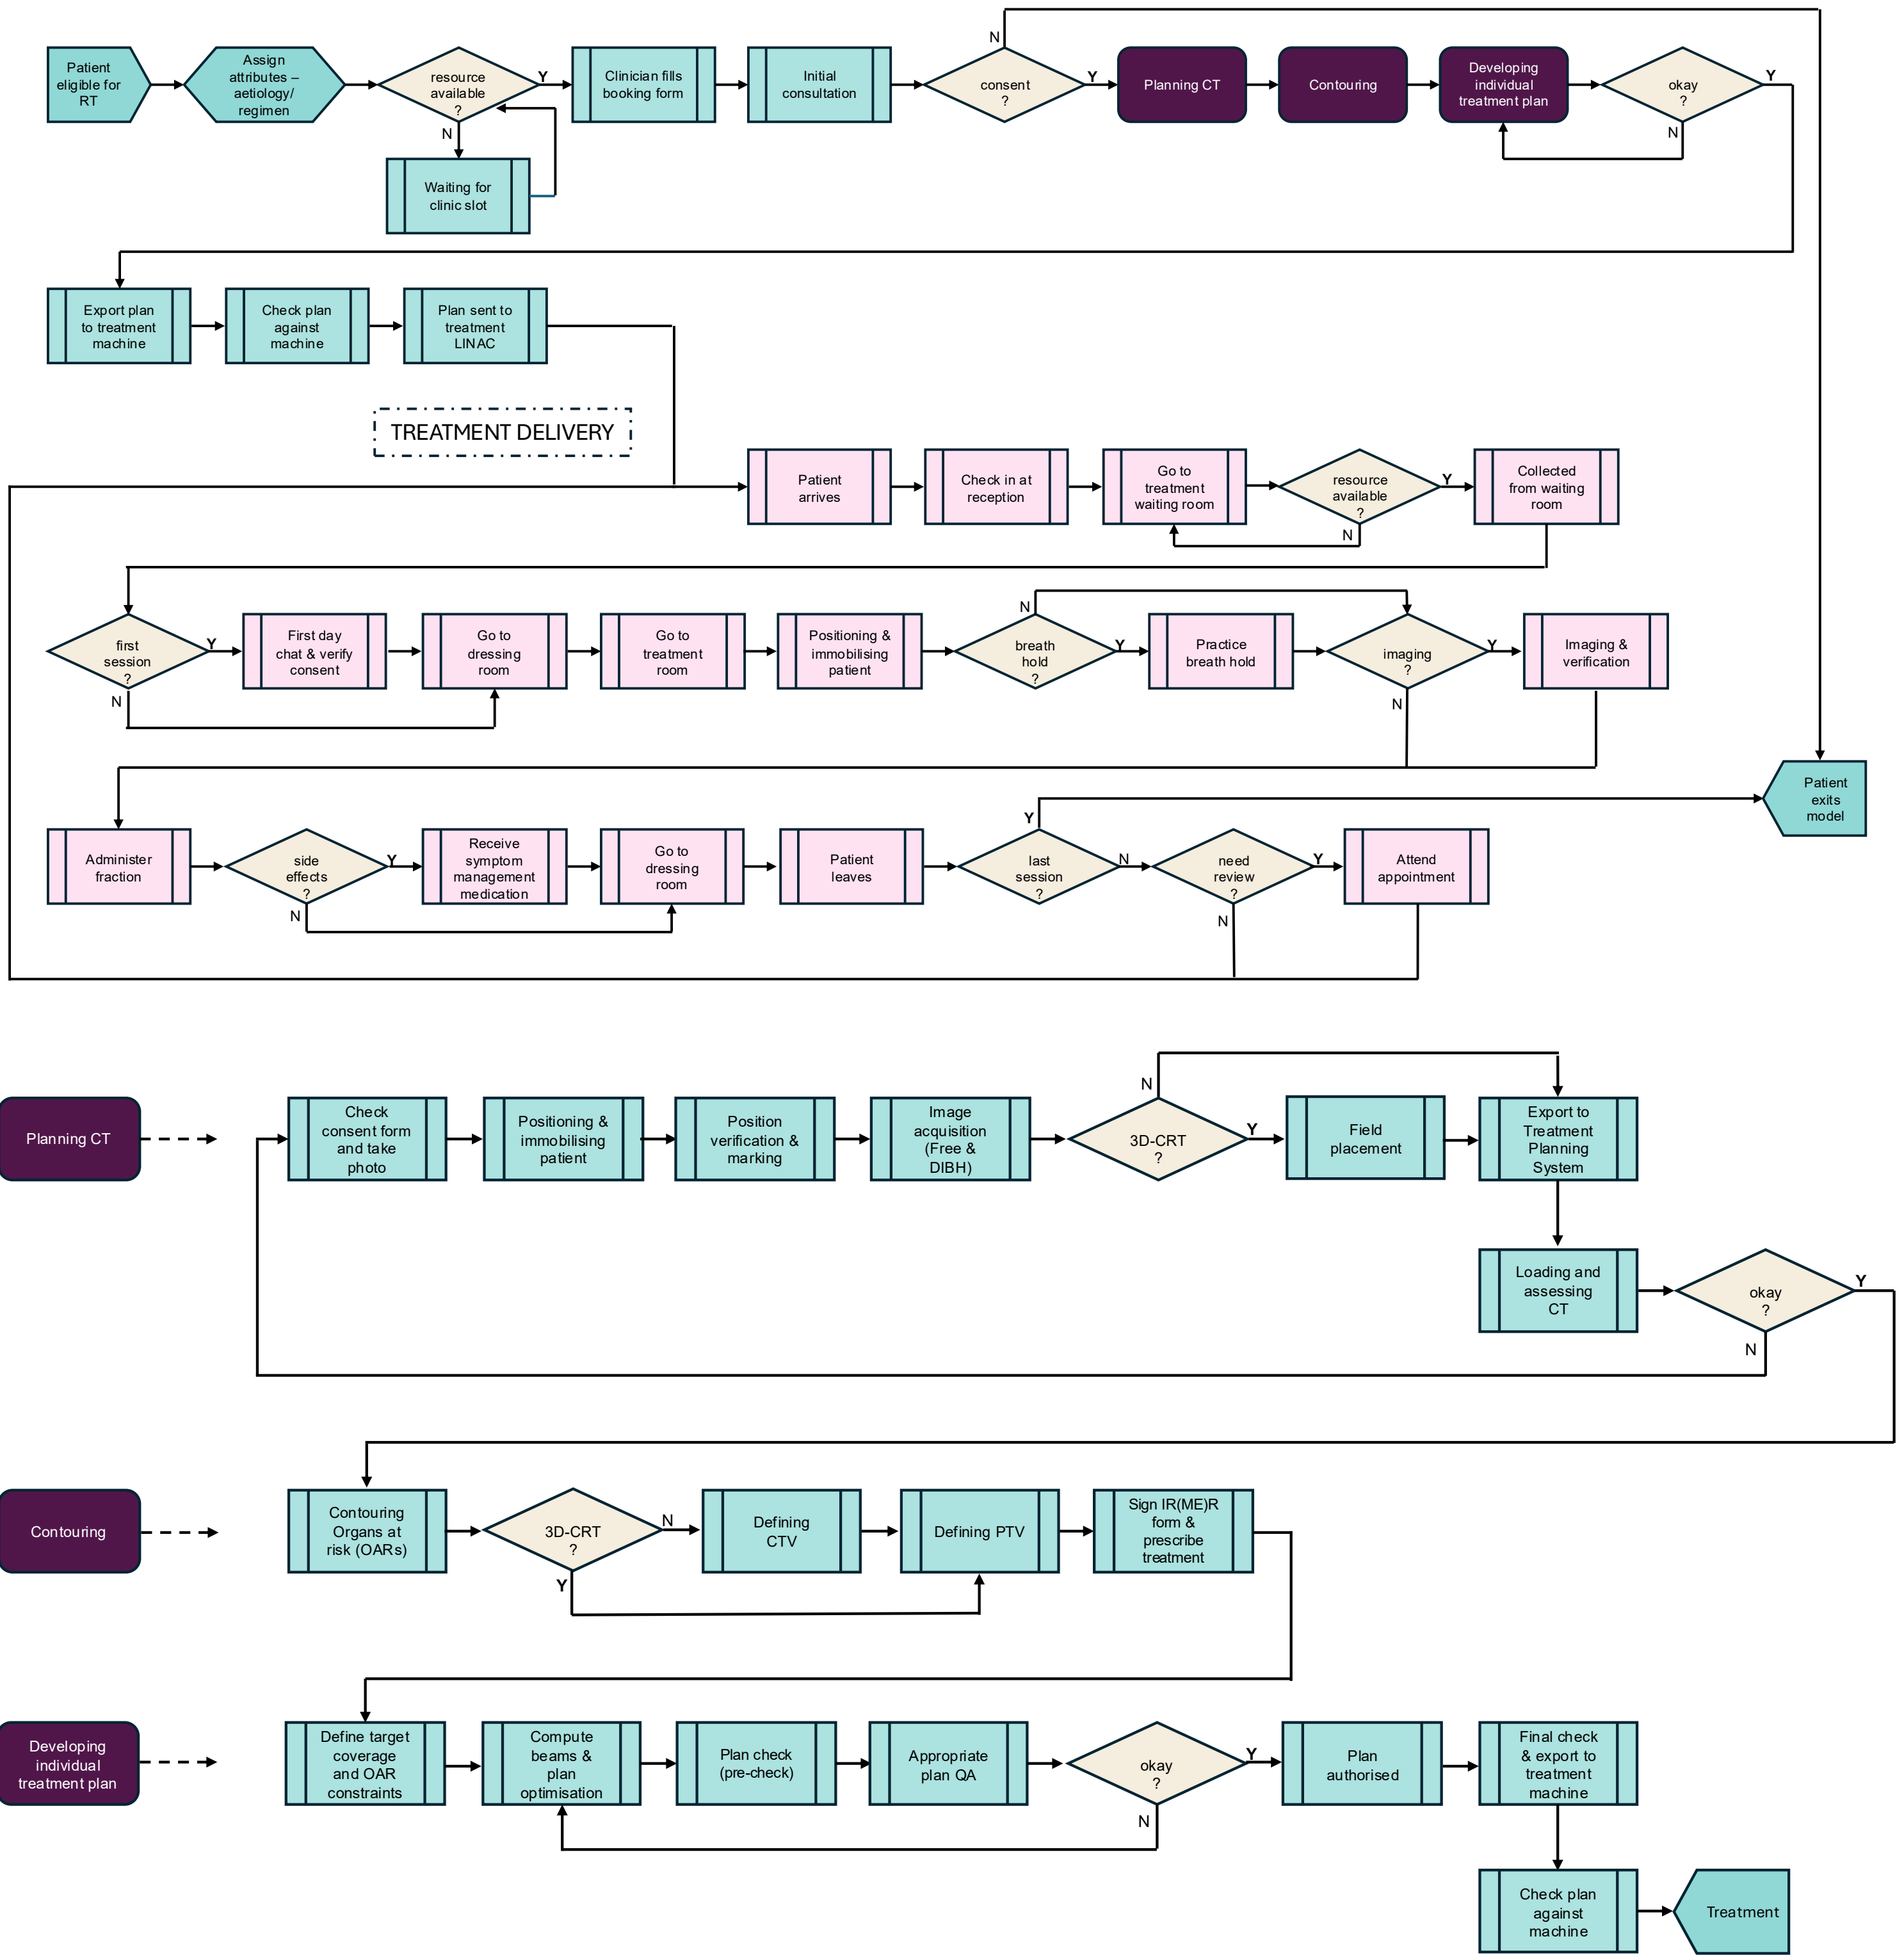 Patient
eligible for
RT
Assign
attributes –
aetiology/
regimen
resource
available
?
Y
N
Waiting for
clinic slot
Clinician fills
booking form
Initial
consultation
N
consent
?
Y
Planning CT
Contouring
Developing
individual
treatment plan
okay
?
Y
N
Export plan
to treatment
machine
Check plan
against
machine
Plan sent to
treatment
LINAC
TREATMENT DELIVERY
Patient
arrives
Check in at
reception
Go to
treatment
waiting room
resource
available
?
Y
N
Collected
from waiting
room
first
session
?
Y
N
First day
chat & verify
consent
Go to
dressing
room
Go to
treatment
room
Positioning &
immobilising
patient
N
breath
hold
?
Y
Practice
breath hold
imaging
?
Y
N
Imaging &
verification
Patient
exits
model
Administer
fraction
side
effects
?
Y
N
Receive
symptom
management
medication
Go to
dressing
room
Patient
leaves
Y
last
session
?
N
need
review
?
Y
N
Attend
appointment
Planning CT
Check
consent form
and take
photo
Positioning &
immobilising
patient
Position
verification &
marking
Image
acquisition
(Free &
DIBH)
N
3D-CRT
?
Y
Field
placement
Export to
Treatment
Planning
System
Loading and
assessing
CT
okay
?
Y
N
Contouring
Contouring
Organs at
risk (OARs)
3D-CRT
?
N
Y
Defining
CTV
Defining PTV
Sign IR(ME)R
form &
prescribe
treatment
Developing
individual
treatment plan
Define target
coverage
and OAR
constraints
Compute
beams &
plan
optimisation
Plan check
(pre-check)
Appropriate
plan QA
okay
?
Y
N
Plan
authorised
Final check
& export to
treatment
machine
Check plan
against
machine
Treatment